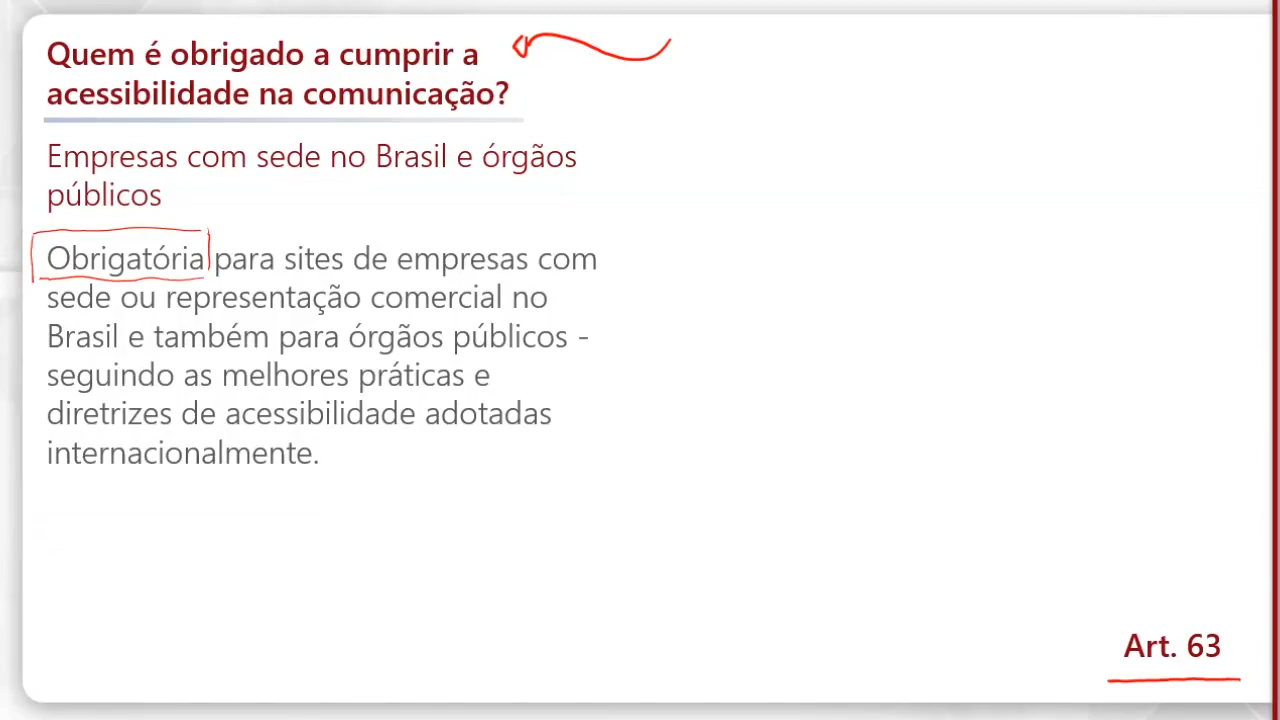 Quem é obrigado a cumprir a
acessibilidade na comunicação?
Empresas com sede no Brasil e órgãos
públicos
Obrigatória para sites de empresas com
sede ou representação comercial no
Brasil e também para órgãos públicos -
seguindo as melhores práticas e
diretrizes de acessibilidade adotadas
internacionalmente.
Art. 63